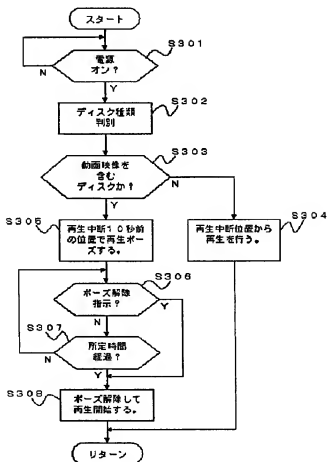 スタート
S301
電源
オン？
N
Y
S302
ディスク種類
判別
S303
動画映像を
含む
ディスクか？
N
Y
S305
再生中断10秒前
の位置で再生ポー
ズする。
S304
再生中断位置から
再生を行う。
S306
ポーズ解除
指示？
Y
N
S307
所定時間
経過？
N
Y
S308
ポーズ解除して
再生開始する。
リターン